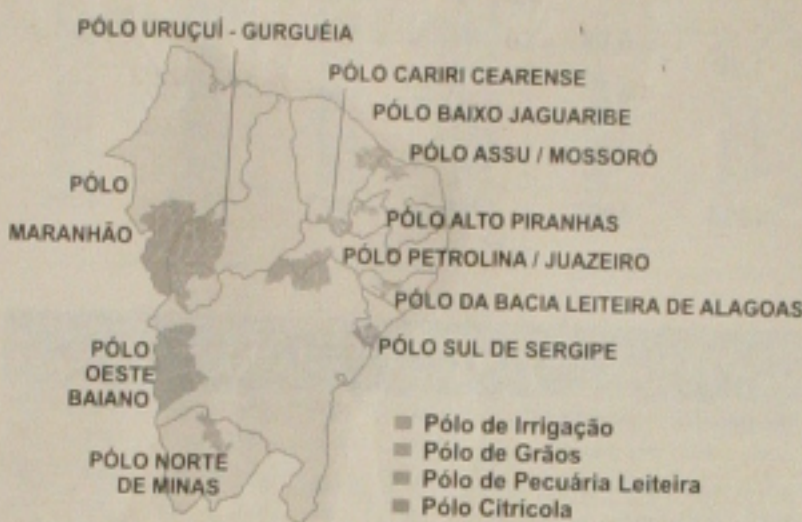 PÓLO URUÇUÍ - GURGUÉIA
PÓLO CARIRI CEARENSE
PÓLO BAIXO JAGUARIBE
PÓLO ASSU / MOSSORÓ
PÓLO
MARANHÃO
PÓLO ALTO PIRANHAS
PÓLO PETROLINA / JUAZEIRO
PÓLO DA BACIA LEITEIRA DE ALAGOAS
PÓLO SUL DE SERGIPE
PÓLO
OESTE
BAIANO
PÓLO NORTE
DE MINAS
Pólo de Irrigação
Pólo de Grãos
Pólo de Pecuária Leiteira
Pólo Citrícola